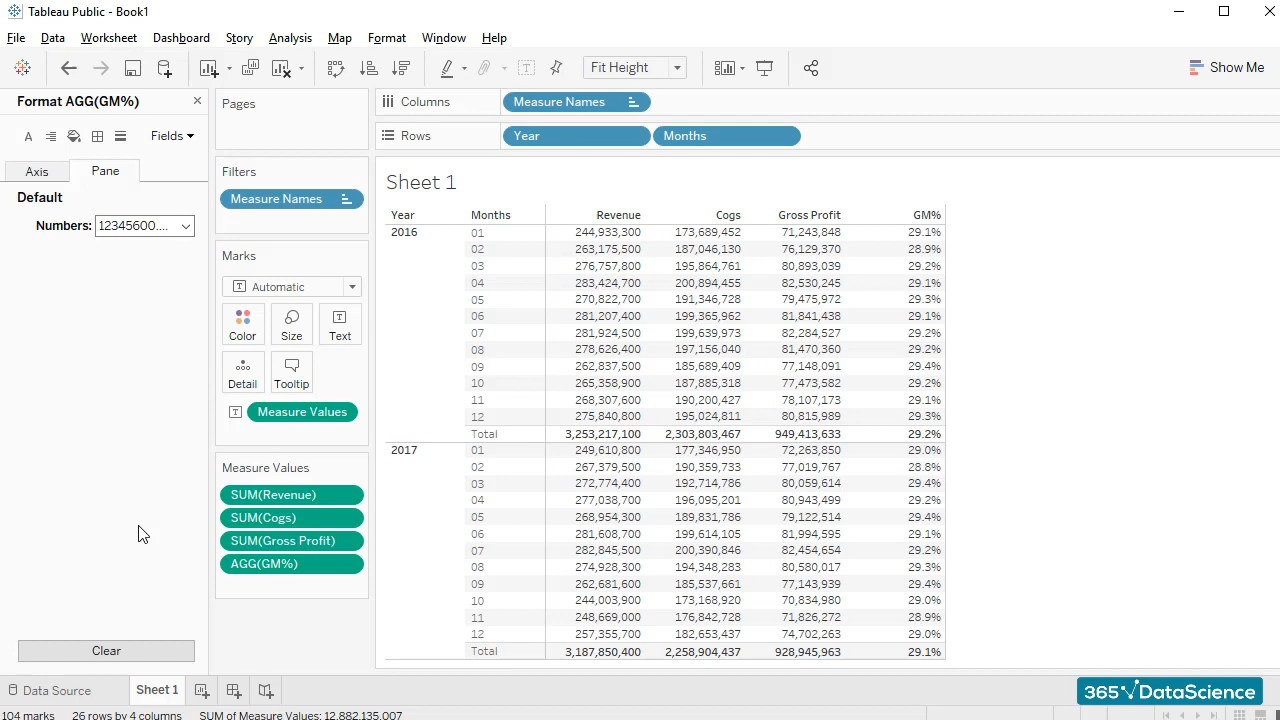 Tableau Public - Book1
File Data Worksheet Dashboard Story Analysis Map Format Window Help
Fit Height
Show Me
Format AGG(GM%)
Fields
Axis Pane
Default
Numbers: 12345600....
Clear
Pages
Filters
Measure Names
Marks
Automatic
Color Size Text
Detail Tooltip
Measure Values
Measure Values
SUM(Revenue)
SUM(Cogs)
SUM(Gross Profit)
AGG(GM%)
Columns Measure Names
Rows Year Months
Sheet 1
Year Months Revenue Cogs Gross Profit GM%
2016 01 244,933,300 173,689,452 71,243,848 29.1%
02 263,175,500 187,046,130 76,129,370 28.9%
03 276,757,800 195,864,761 80,893,039 29.2%
04 283,424,700 200,894,455 82,530,245 29.1%
05 270,822,700 191,346,728 79,475,972 29.3%
06 281,207,400 199,365,962 81,841,438 29.1%
07 281,924,500 199,639,973 82,284,527 29.2%
08 278,626,400 197,156,040 81,470,360 29.2%
09 262,837,500 185,689,409 77,148,091 29.4%
10 265,358,900 187,885,318 77,473,582 29.2%
11 268,307,600 190,200,427 78,107,173 29.1%
12 275,840,800 195,024,811 80,815,989 29.3%
Total 3,253,217,100 2,303,803,467 949,413,633 29.2%
2017 01 249,610,800 177,346,950 72,263,850 29.0%
02 267,379,500 190,359,733 77,019,767 28.8%
03 272,774,400 192,714,786 80,059,614 29.4%
04 277,038,700 196,095,201 80,943,499 29.2%
05 268,954,300 189,831,786 79,122,514 29.4%
06 281,608,700 199,614,105 81,994,595 29.1%
07 282,845,500 200,390,846 82,454,654 29.2%
08 274,928,300 194,348,283 80,580,017 29.3%
09 262,681,600 185,537,661 77,143,939 29.4%
10 244,003,900 173,168,920 70,834,980 29.0%
11 248,669,000 176,842,728 71,826,272 28.9%
12 257,355,700 182,653,437 74,702,263 29.0%
Total 3,187,850,400 2,258,904,437 928,945,963 29.1%
Data Source Sheet 1
365 DataScience
104 marks 26 rows by 4 columns SUM of Measure Values: 12,882,135,007